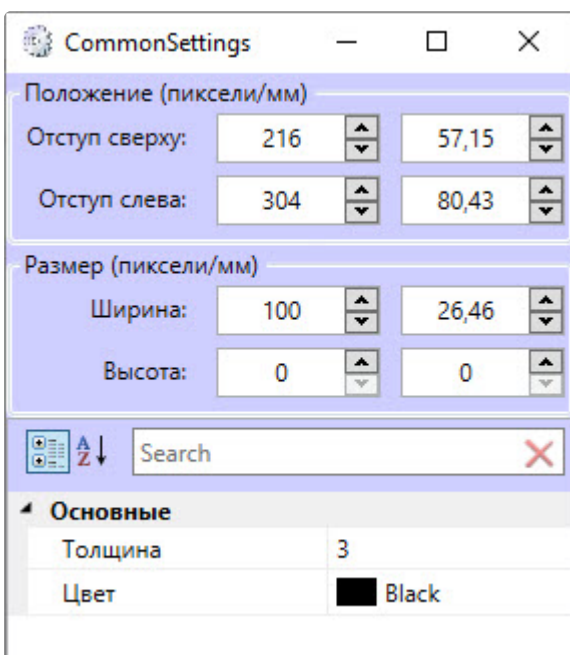 CommonSettings
Положение (пиксели/мм)
Отступ сверху: 216 57,15
Отступ слева: 304 80,43
Размер (пиксели/мм)
Ширина: 100 26,46
Высота: 0 0
A Z Search
Основные
Толщина 3
Цвет Black